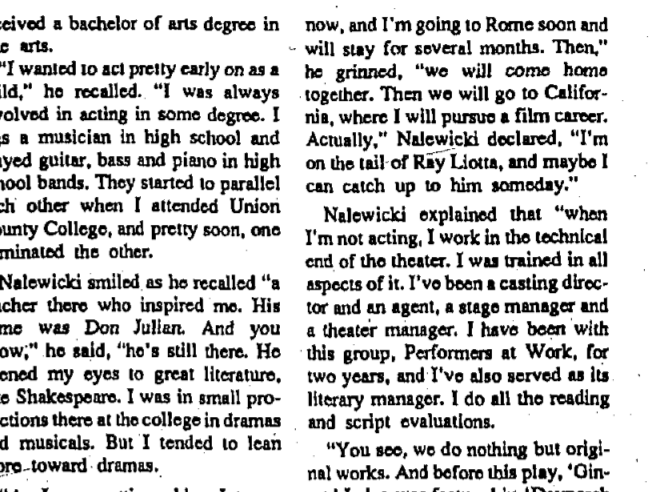 ceived a bachelor of arts degree in
arts.
"I wanted to act pretty early on as a
ild," he recalled. "I was always
volved in acting in some degree. I
s a musician in high school and
yed guitar, bass and piano in high
hool bands. They started to parallel
ch other when I attended Union
ounty College, and pretty soon, one
minated the other.
Nalewicki smiled as he recalled "a
acher there who inspired me. His
me was Don Julian. And you
ow," he said, "he's still there. He
ened my eyes to great literature,
e Shakespeare. I was in small pro-
ctions there at the college in dramas
d musicals. But I tended to lean
ore toward dramas.
now, and I'm going to Rome soon and
will stay for several months. Then,"
he grinned, "we will come home
together. Then we will go to Califor-
nia, where I will pursue a film career.
Actually," Nalewicki declared, "I'm
on the tail of Ray Liotta, and maybe I
can catch up to him someday."
Nalewicki explained that "when
I'm not acting, I work in the technical
end of the theater. I was trained in all
aspects of it. I've been a casting direc-
tor and an agent, a stage manager and
a theater manager. I have been with
this group, Performers at Work, for
two years, and I've also served as its
literary manager. I do all the reading
and script evaluations.
"You see, we do nothing but origi-
nal works. And before this play, 'Gin-